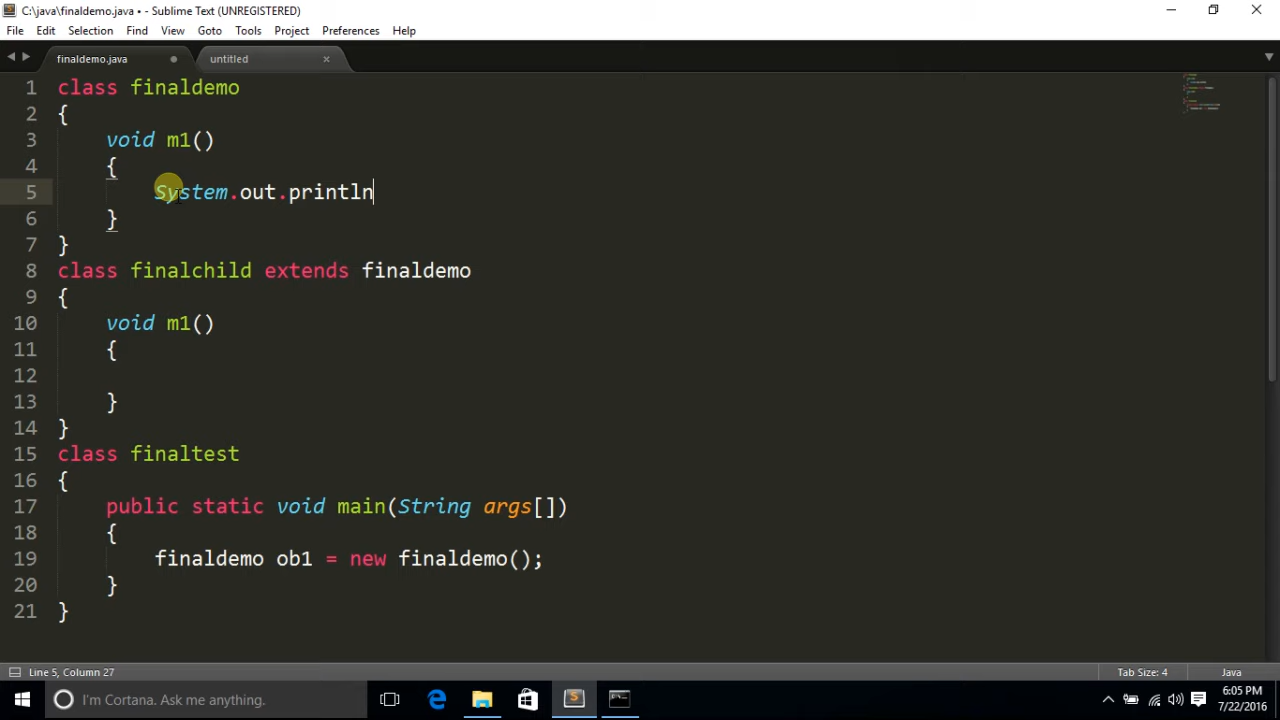 C:\java\finaldemo.java • - Sublime Text (UNREGISTERED)
File Edit Selection Find View Goto Tools Project Preferences Help
finaldemo.java untitled
1 class finaldemo
2 {
3 void m1()
4 {
5 System.out.println
6 }
7 }
8 class finalchild extends finaldemo
9 {
10 void m1()
11 {
12
13 }
14 }
15 class finaltest
16 {
17 public static void main(String args[])
18 {
19 finaldemo ob1 = new finaldemo();
20 }
21 }
Line 5, Column 27 Tab Size: 4 Java
I'm Cortana. Ask me anything. 6:05 PM
7/22/2016